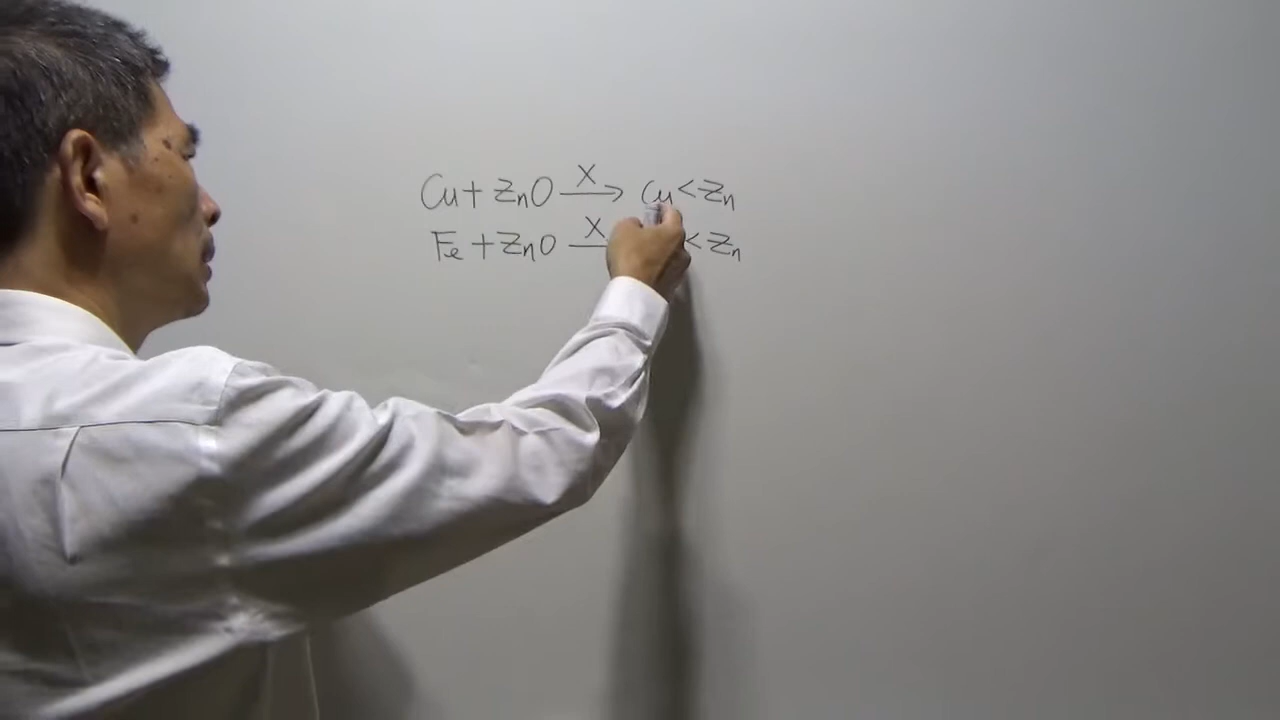 Cu + ZnO —X→ Cu < Zn
Fe + ZnO —X < Zn